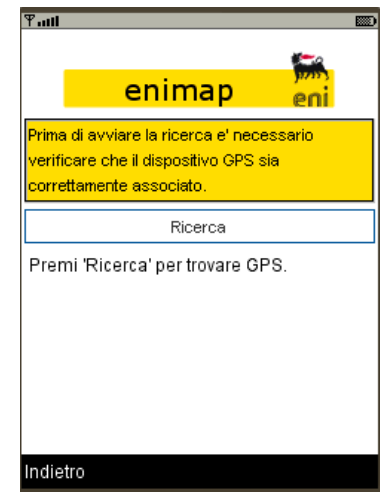 enimap
eni
Prima di avviare la ricerca e' necessario
verificare che il dispositivo GPS sia
correttamente associato.
Ricerca
Premi 'Ricerca' per trovare GPS.
Indietro